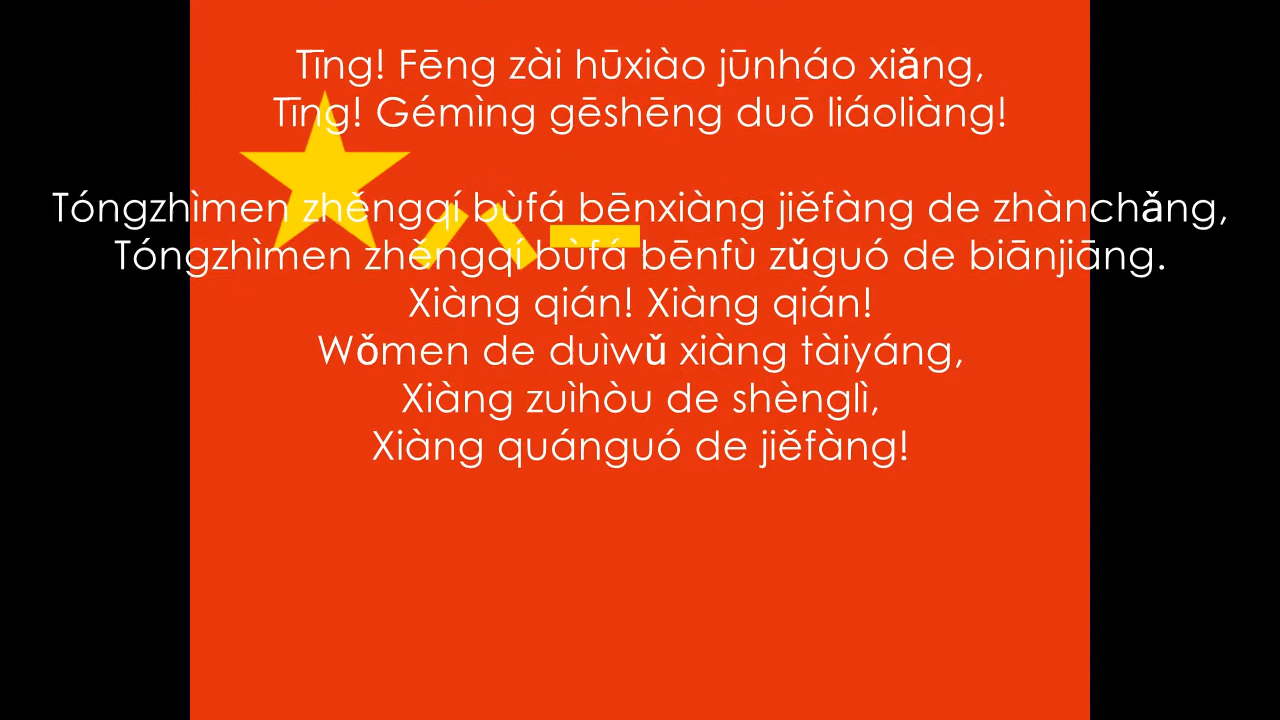 Tīng! Fēng zài hūxiào jūnháo xiǎng,
Tīng! Gémìng gēshēng duō liáoliàng!
Tóngzhìmen zhěngqí bùfá bēnxiàng jiěfàng de zhànchǎng,
Tóngzhìmen zhěngqí bùfá bēnfù zǔguó de biānjiāng.
Xiàng qián! Xiàng qián!
Wǒmen de duìwǔ xiàng tàiyáng,
Xiàng zuìhòu de shènglì,
Xiàng quánguó de jiěfàng!
八一